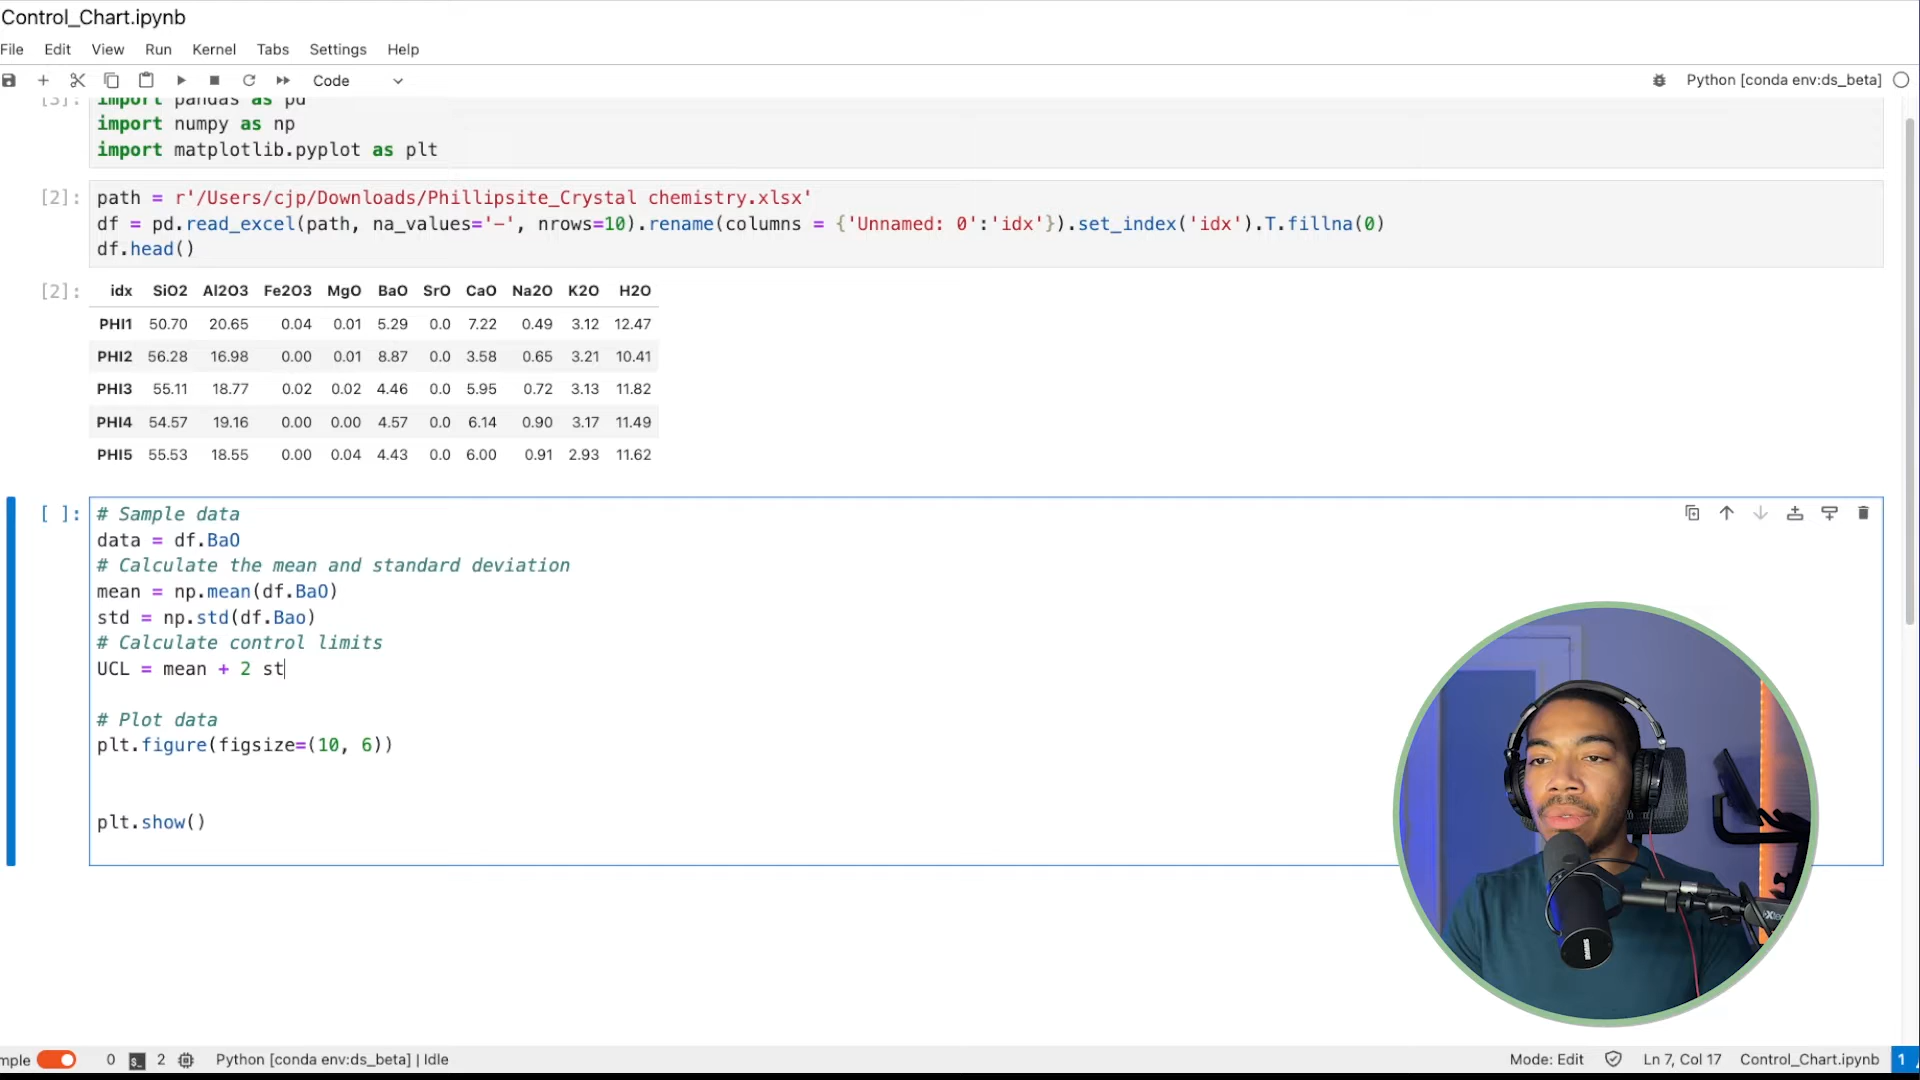 Control_Chart.ipynb
File Edit View Run Kernel Tabs Settings Help
Code Python [conda env:ds_beta]
[3]: import pandas as pd
import numpy as np
import matplotlib.pyplot as plt
[2]: path = r'/Users/cjp/Downloads/Phillipsite_Crystal chemistry.xlsx'
df = pd.read_excel(path, na_values='-', nrows=10).rename(columns = {'Unnamed: 0':'idx'}).set_index('idx').T.fillna(0)
df.head()
[2]: idx SiO2 Al2O3 Fe2O3 MgO BaO SrO CaO Na2O K2O H2O
PHI1 50.70 20.65 0.04 0.01 5.29 0.0 7.22 0.49 3.12 12.47
PHI2 56.28 16.98 0.00 0.01 8.87 0.0 3.58 0.65 3.21 10.41
PHI3 55.11 18.77 0.02 0.02 4.46 0.0 5.95 0.72 3.13 11.82
PHI4 54.57 19.16 0.00 0.00 4.57 0.0 6.14 0.90 3.17 11.49
PHI5 55.53 18.55 0.00 0.04 4.43 0.0 6.00 0.91 2.93 11.62
[ ]: # Sample data
data = df.BaO
# Calculate the mean and standard deviation
mean = np.mean(df.BaO)
std = np.std(df.Bao)
# Calculate control limits
UCL = mean + 2 st
# Plot data
plt.figure(figsize=(10, 6))
plt.show()
mple 0 2 Python [conda env:ds_beta] | Idle Mode: Edit Ln 7, Col 17 Control_Chart.ipynb 1